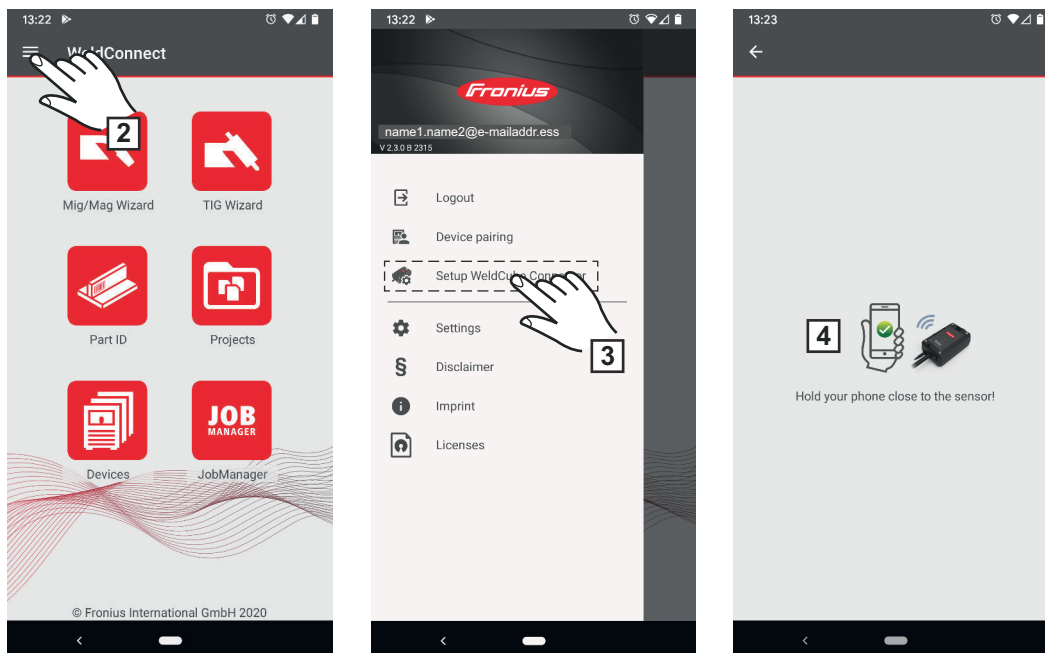 13:22
WeldConnect
2
Mig/Mag Wizard
TIG Wizard
Part ID
Projects
JOB
MANAGER
Devices
JobManager
© Fronius International GmbH 2020
13:22
Fronius
name1.name2@e-mailaddr.ess
V 2.3.0 B 2315
Logout
Device pairing
Setup WeldCube Connector
3
Settings
§ Disclaimer
Imprint
Licenses
13:23
4
Hold your phone close to the sensor!